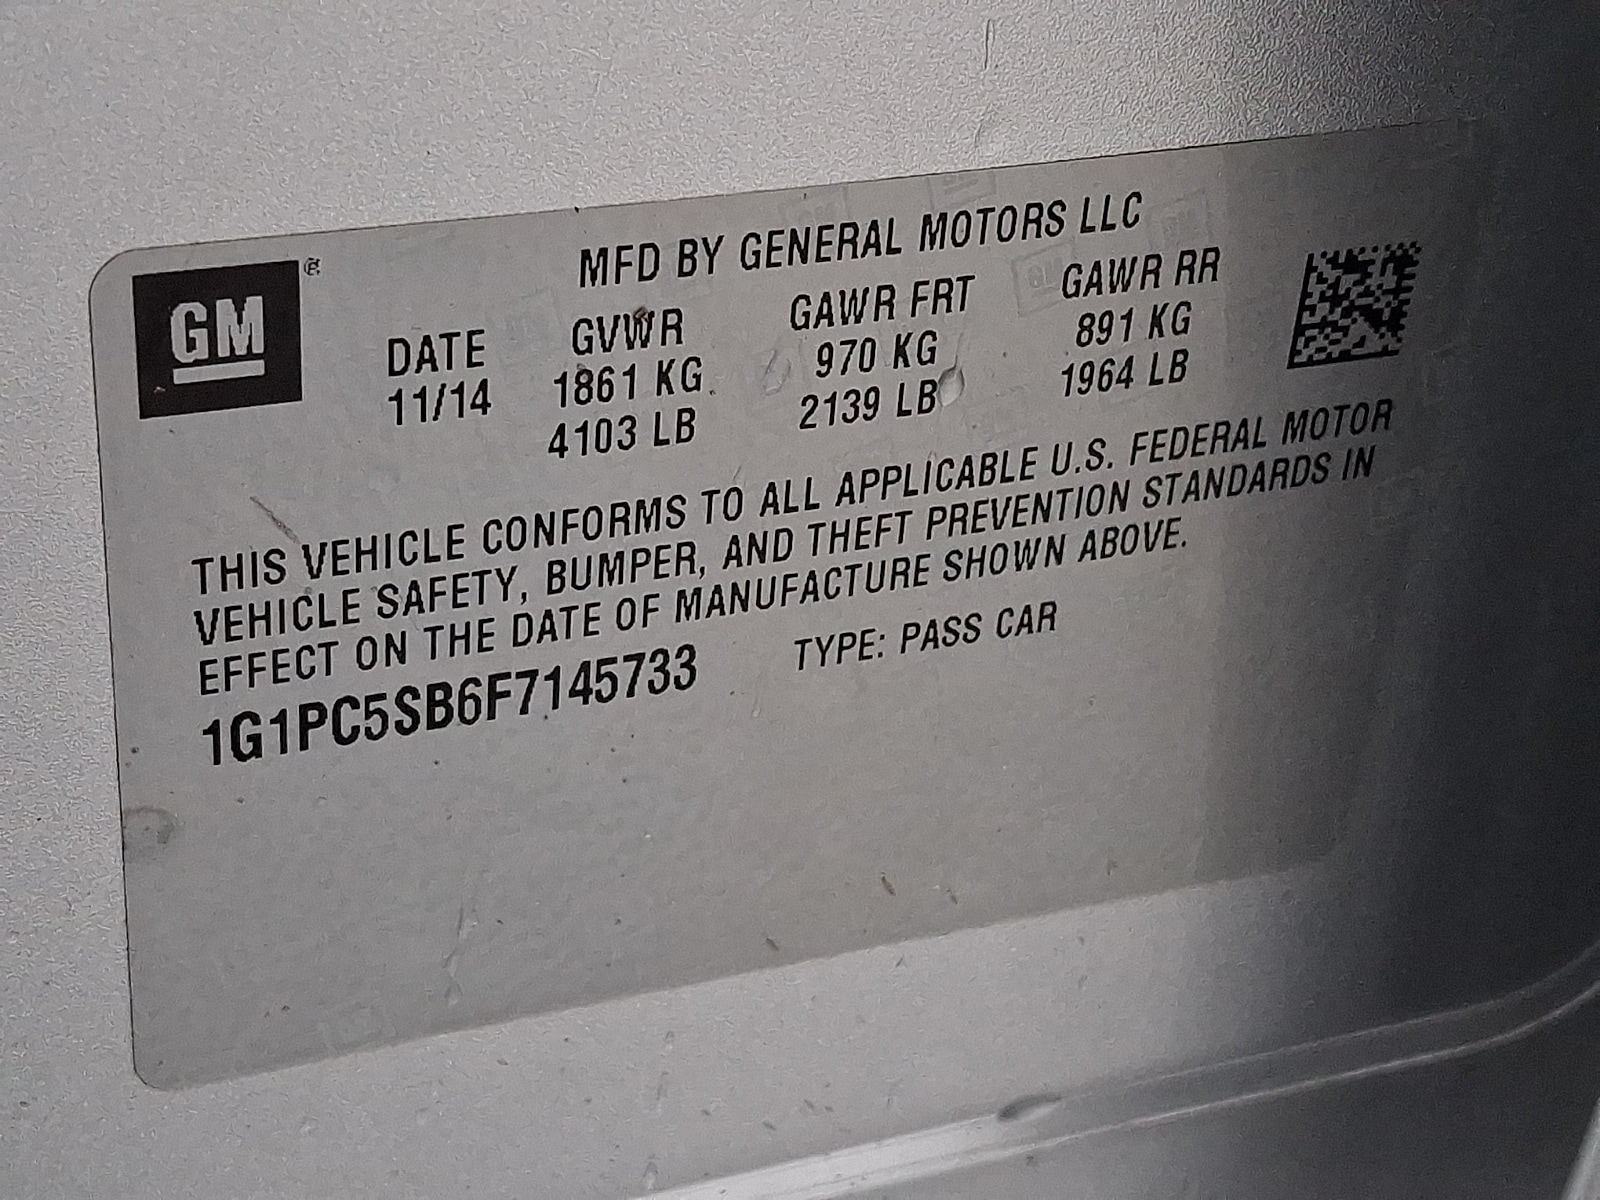 GM ®
MFD BY GENERAL MOTORS LLC
DATE GVWR GAWR FRT GAWR RR
11/14 1861 KG 970 KG 891 KG
4103 LB 2139 LB 1964 LB
THIS VEHICLE CONFORMS TO ALL APPLICABLE U.S. FEDERAL MOTOR
VEHICLE SAFETY, BUMPER, AND THEFT PREVENTION STANDARDS IN
EFFECT ON THE DATE OF MANUFACTURE SHOWN ABOVE.
1G1PC5SB6F7145733 TYPE: PASS CAR